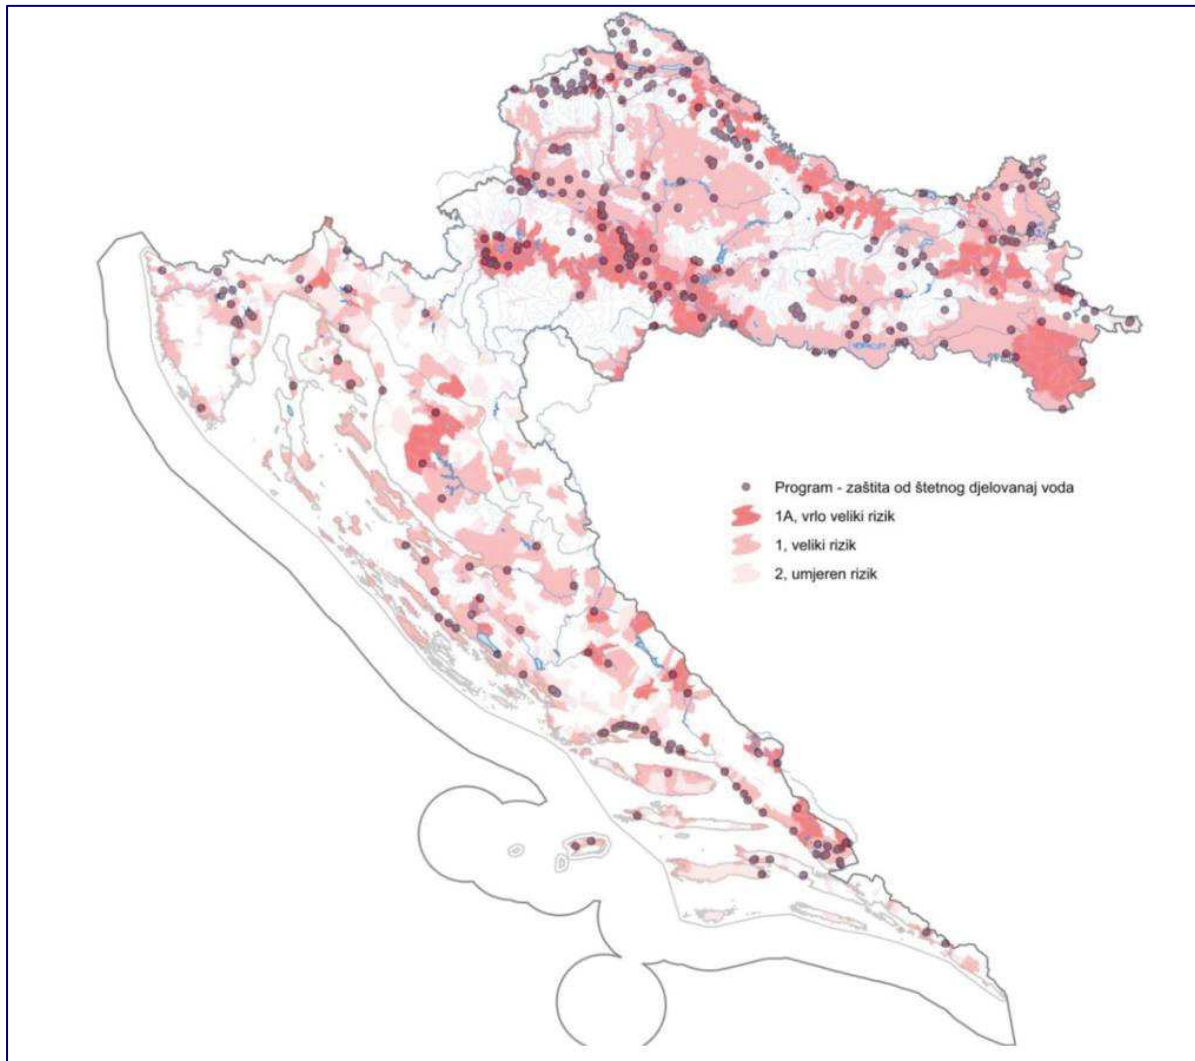 Program - zaštita od štetnog djelovanaj voda
1A, vrlo veliki rizik
1, veliki rizik
2, umjeren rizik